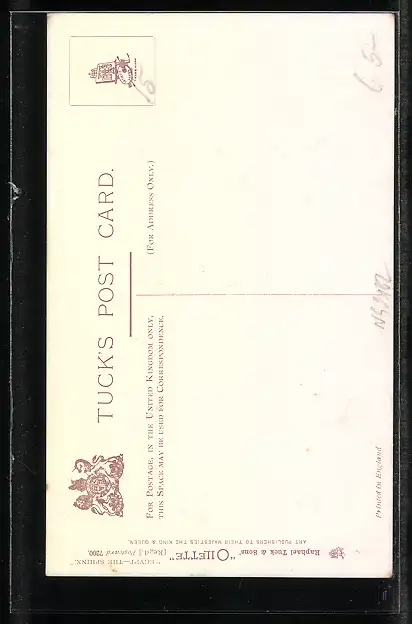 TUCK'S POST CARD.
(FOR ADDRESS ONLY.)
FOR POSTAGE, IN THE UNITED KINGDOM ONLY,
THIS SPACE MAY BE USED FOR CORRESPONDENCE.
Printed in England
Raphael Tuck & Sons' "OILETTE" [Regd.] Postcard 7200.
ART PUBLISHERS TO THEIR MAJESTIES THE KING & QUEEN.
"EGYPT—THE SPHINX."
15